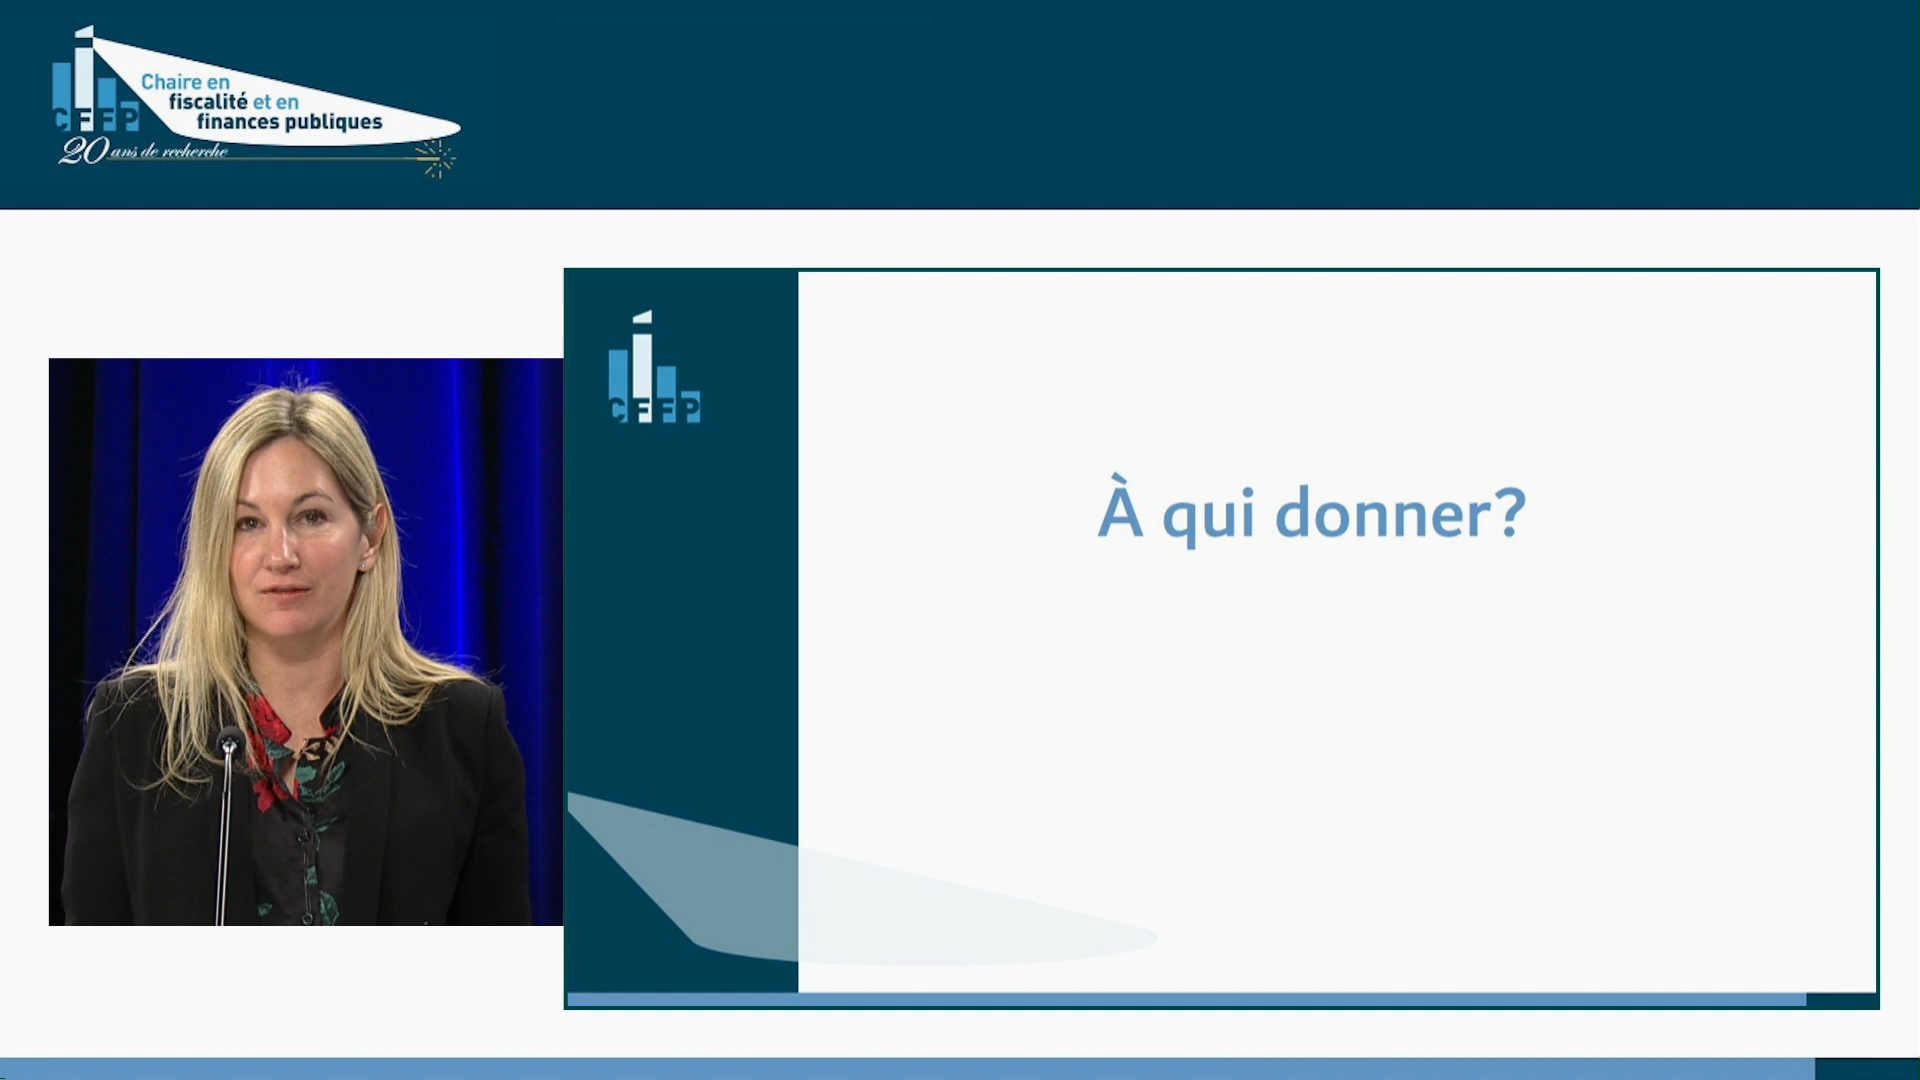 Chaire en
fiscalité et en
finances publiques
CFFP
20 ans de recherche
CFFP
À qui donner?